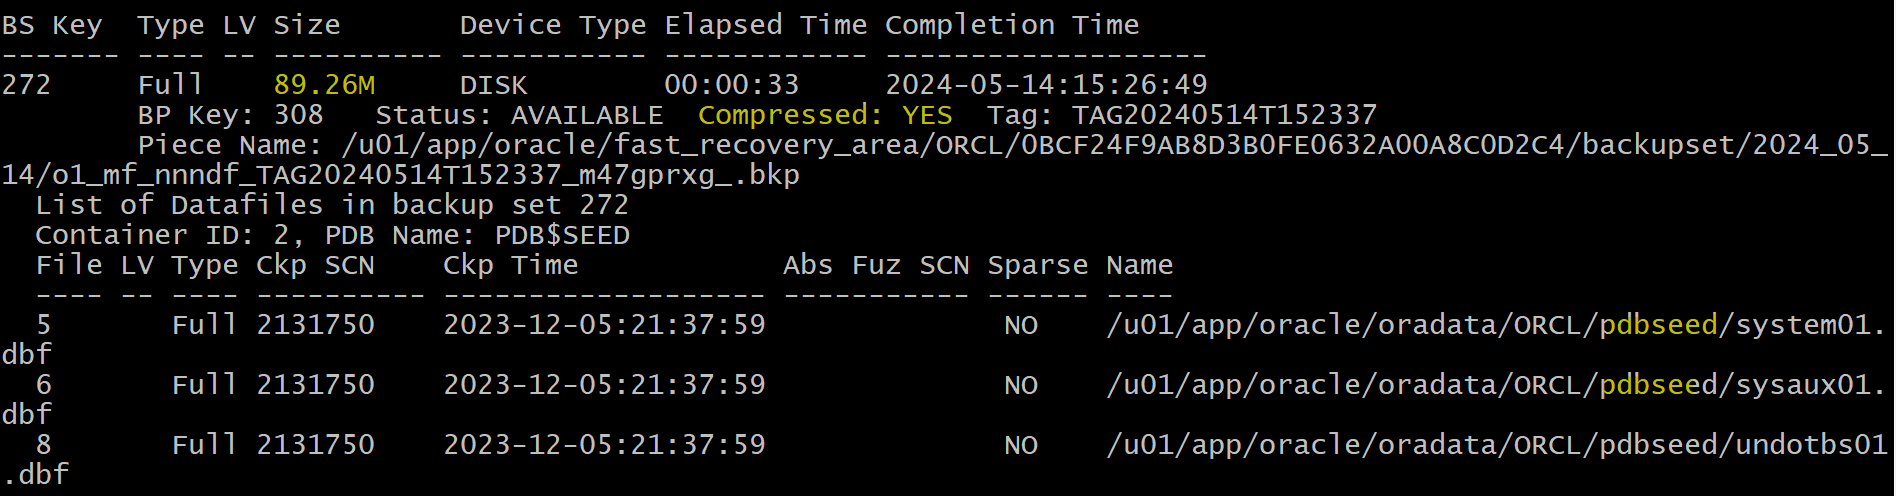 BS Key  Type LV Size       Device Type Elapsed Time Completion Time
------- ---- -- ---------- ----------- ------------ -------------------
272     Full    89.26M     DISK        00:00:33     2024-05-14:15:26:49
        BP Key: 308   Status: AVAILABLE  Compressed: YES  Tag: TAG20240514T152337
        Piece Name: /u01/app/oracle/fast_recovery_area/ORCL/0BCF24F9AB8D3B0FE0632A00A8C0D2C4/backupset/2024_05_
14/o1_mf_nnndf_TAG20240514T152337_m47gprxg_.bkp
  List of Datafiles in backup set 272
  Container ID: 2, PDB Name: PDB$SEED
  File LV Type Ckp SCN    Ckp Time            Abs Fuz SCN Sparse Name
  ---- -- ---- ---------- ------------------- ----------- ------ ----
  5       Full 2131750    2023-12-05:21:37:59              NO    /u01/app/oracle/oradata/ORCL/pdbseed/system01.
dbf
  6       Full 2131750    2023-12-05:21:37:59              NO    /u01/app/oracle/oradata/ORCL/pdbseed/sysaux01.
dbf
  8       Full 2131750    2023-12-05:21:37:59              NO    /u01/app/oracle/oradata/ORCL/pdbseed/undotbs01
.dbf